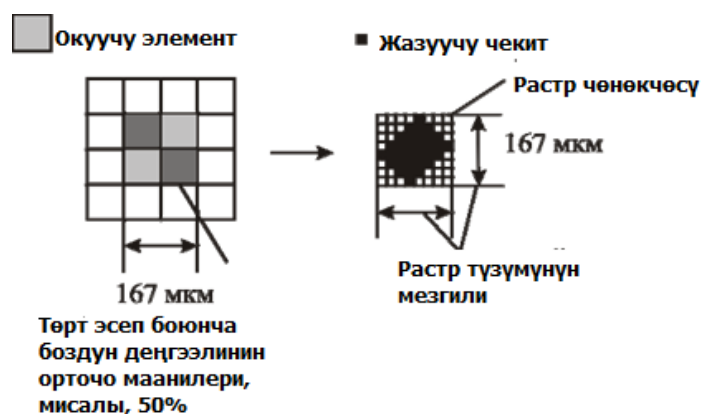 Окуучу элемент
Жазуучу чекит
Растр чөнөкчөсү
167 мкм
167 мкм
Растр түзүмүнүн
мезгили
Төрт эсеп боюнча
боздун деңгээлинин
орточо маанилери,
мисалы, 50%